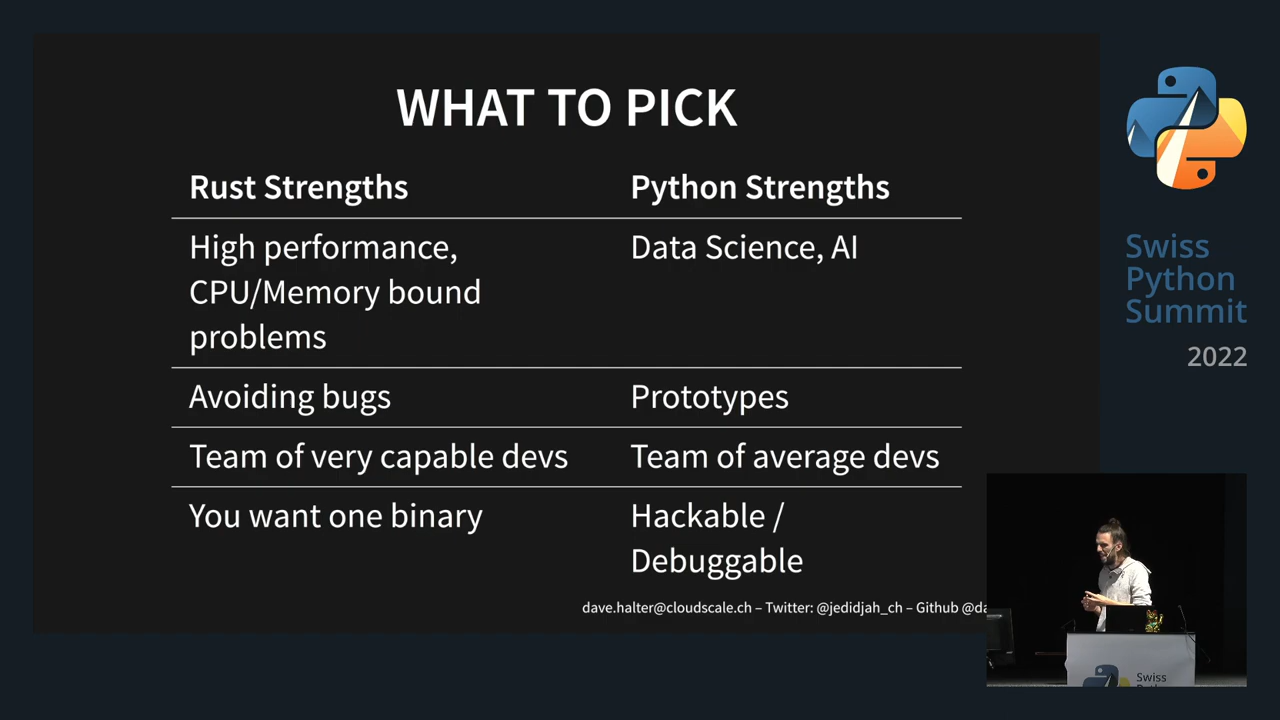 WHAT TO PICK
Rust Strengths
Python Strengths
High performance,
CPU/Memory bound
problems
Data Science, AI
Avoiding bugs
Prototypes
Team of very capable devs
Team of average devs
You want one binary
Hackable /
Debuggable
dave.halter@cloudscale.ch – Twitter: @jedidjah_ch – Github @da
Swiss
Python
Summit
2022
Swiss